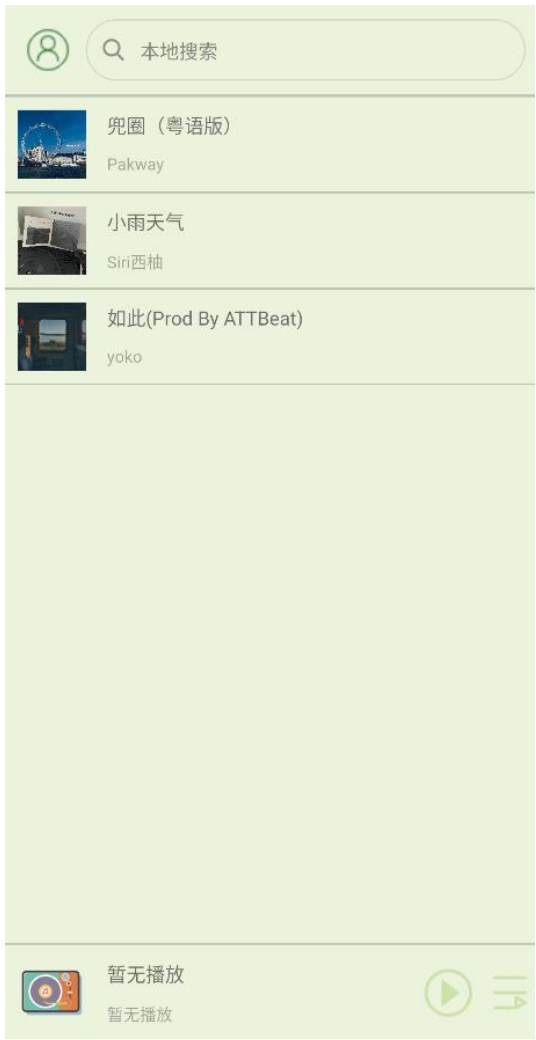 本地搜索
兜圈（粤语版）
Pakway
小雨天气
Siri西柚
如此(Prod By ATTBeat)
yoko
暂无播放
暂无播放